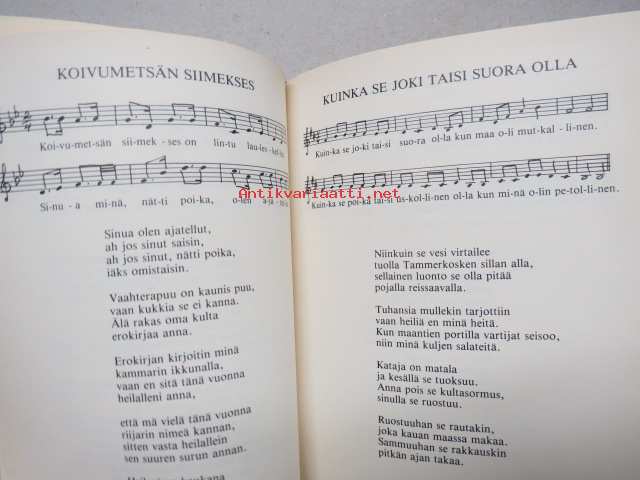 KOIVUMETSÄN SIIMEKSES
Koi-vu-met-sän sii-mek-ses on lin-tu lau-les-kel-lu
Si-nu-a mi-nä, nät-ti poi-ka, o-len a-jä-
Sinua olen ajatellut,
ah jos sinut saisin,
ah jos sinut, nätti poika,
iäks omistaisin.
Vaahterapuu on kaunis puu,
vaan kukkia se ei kanna.
Älä rakas oma kulta
erokirjaa anna.
Erokirjan kirjoitin minä
kammarin ikkunalla,
vaan en sitä tänä vuonna
heilalleni anna,
että mä vielä tänä vuonna
riijarin nimeä kannan,
sitten vasta heilallein
sen suuren surun annan.
KUINKA SE JOKI TAISI SUORA OLLA
Kuin-ka se jo-ki tai-si suo-ra ol-la kun maa o-li mut-kal-li-nen.
Kuin-ka se poi-ka tai-si us-kol-li-nen ol-la kun mi-nä o-lin pe-tol-li-nen.
Niinkuin se vesi virtailee
tuolla Tammerkosken sillan alla,
sellainen luonto se olla pitää
pojalla reissaavalla.
Tuhansia mullekin tarjottiin
vaan heiliä en minä heitä.
Kun maantien portilla vartijat seisoo,
niin minä kuljen salateitä.
Kataja on matala
ja kesällä se tuoksuu.
Anna pois se kultasormus,
sinulla se ruostuu.
Ruostuuhan se rautakin,
joka kauan maassa makaa.
Sammuuhan se rakkauskin
pitkän ajan takaa.
Antikvariaatti.net